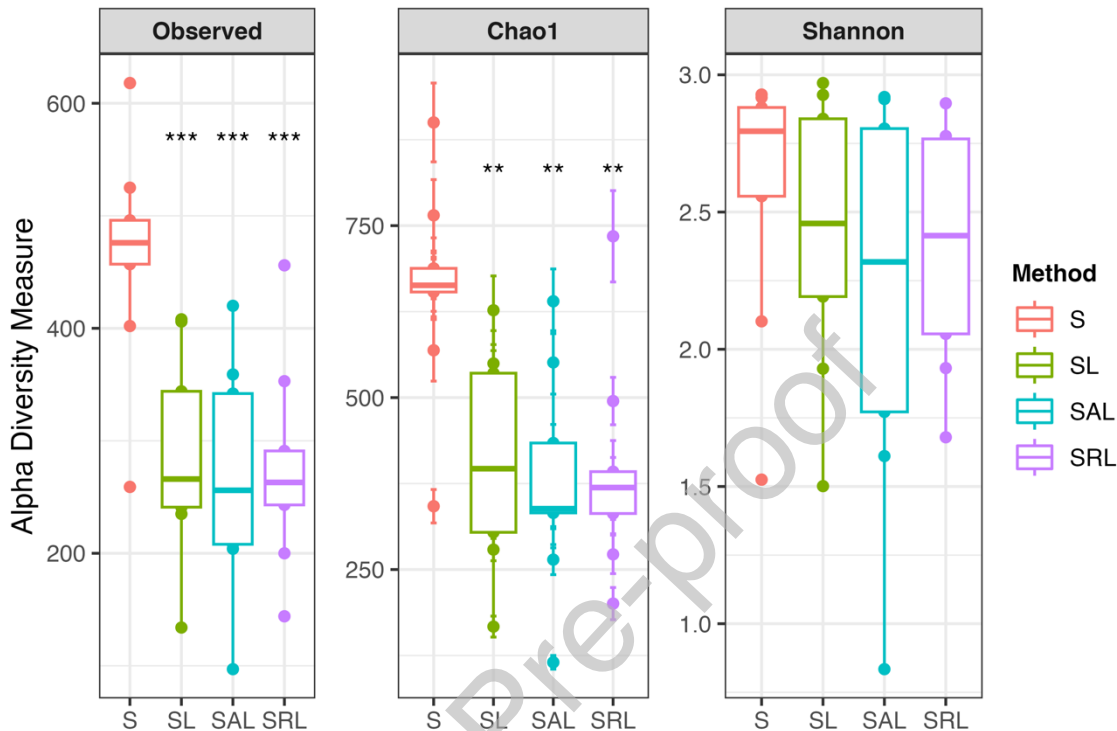 Observed
Chao1
Shannon
Alpha Diversity Measure
600
400
200
*** *** ***
S SL SAL SRL
750
500
250
** ** **
S SL SAL SRL
3.0
2.5
2.0
1.5
1.0
S SL SAL SRL
Method
S
SL
SAL
SRL
Pre-proof